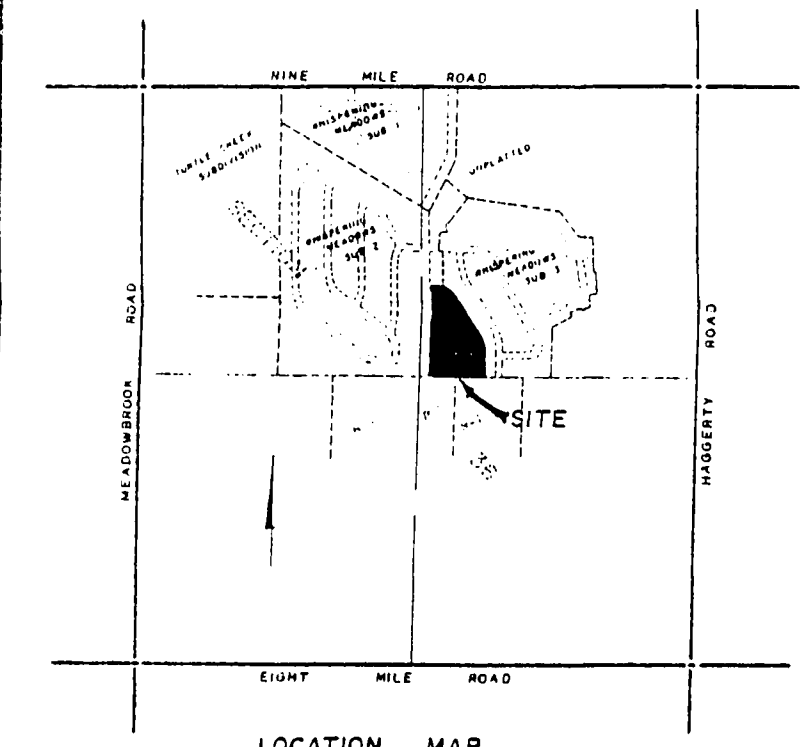 NINE MILE ROAD
WHISPERING
MEADOWS
SUB 1
TURTLE CREEK
SUBDIVISION
UNPLATTED
WHISPERING
MEADOWS
SUB 2
WHISPERING
MEADOWS
SUB 3
MEADOWBROOK ROAD
HAGGERTY ROAD
SITE
EIGHT MILE ROAD
LOCATION MAP